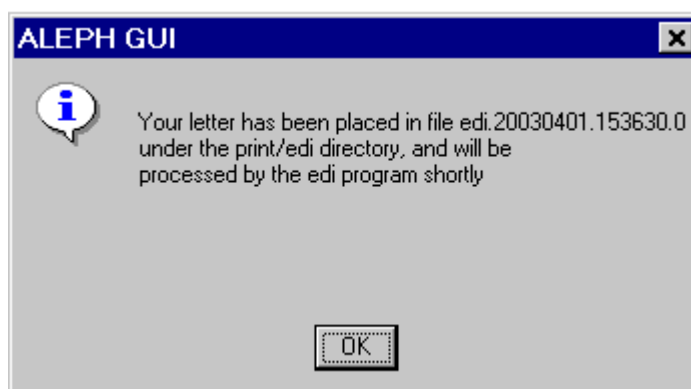 ALEPH GUI
Your letter has been placed in file edi.20030401.153630.0
under the print/edi directory, and will be
processed by the edi program shortly
OK